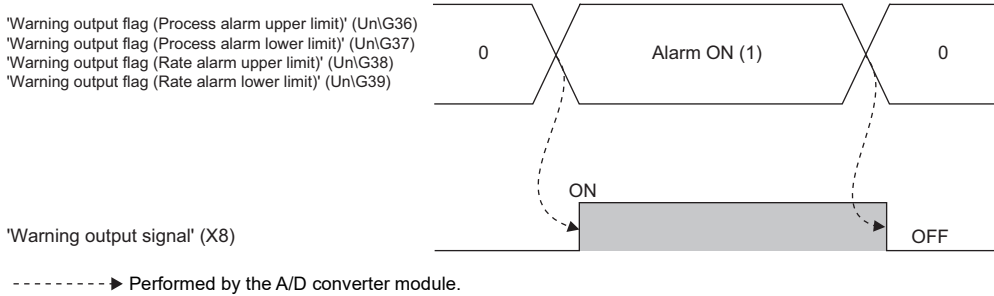 'Warning output flag (Process alarm upper limit)' (Un\G36)
'Warning output flag (Process alarm lower limit)' (Un\G37)
'Warning output flag (Rate alarm upper limit)' (Un\G38)
'Warning output flag (Rate alarm lower limit)' (Un\G39)
0
Alarm ON (1)
0
ON
'Warning output signal' (X8)
OFF
Performed by the A/D converter module.